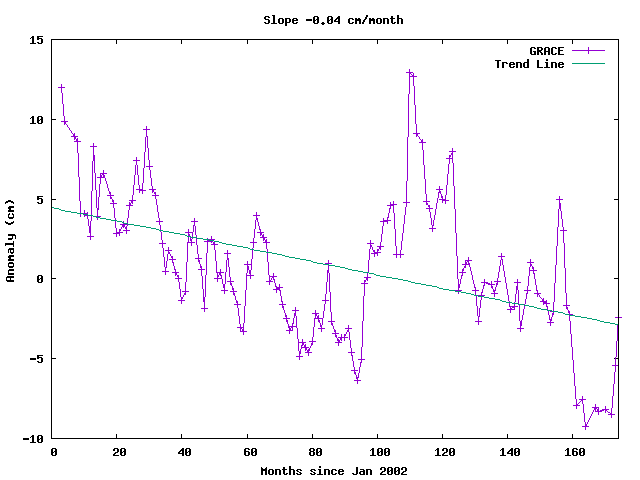 Slope -0.04 cm/month
GRACE
Trend Line
15
10
5
0
-5
-10
Anomaly (cm)
0 20 40 60 80 100 120 140 160
Months since Jan 2002